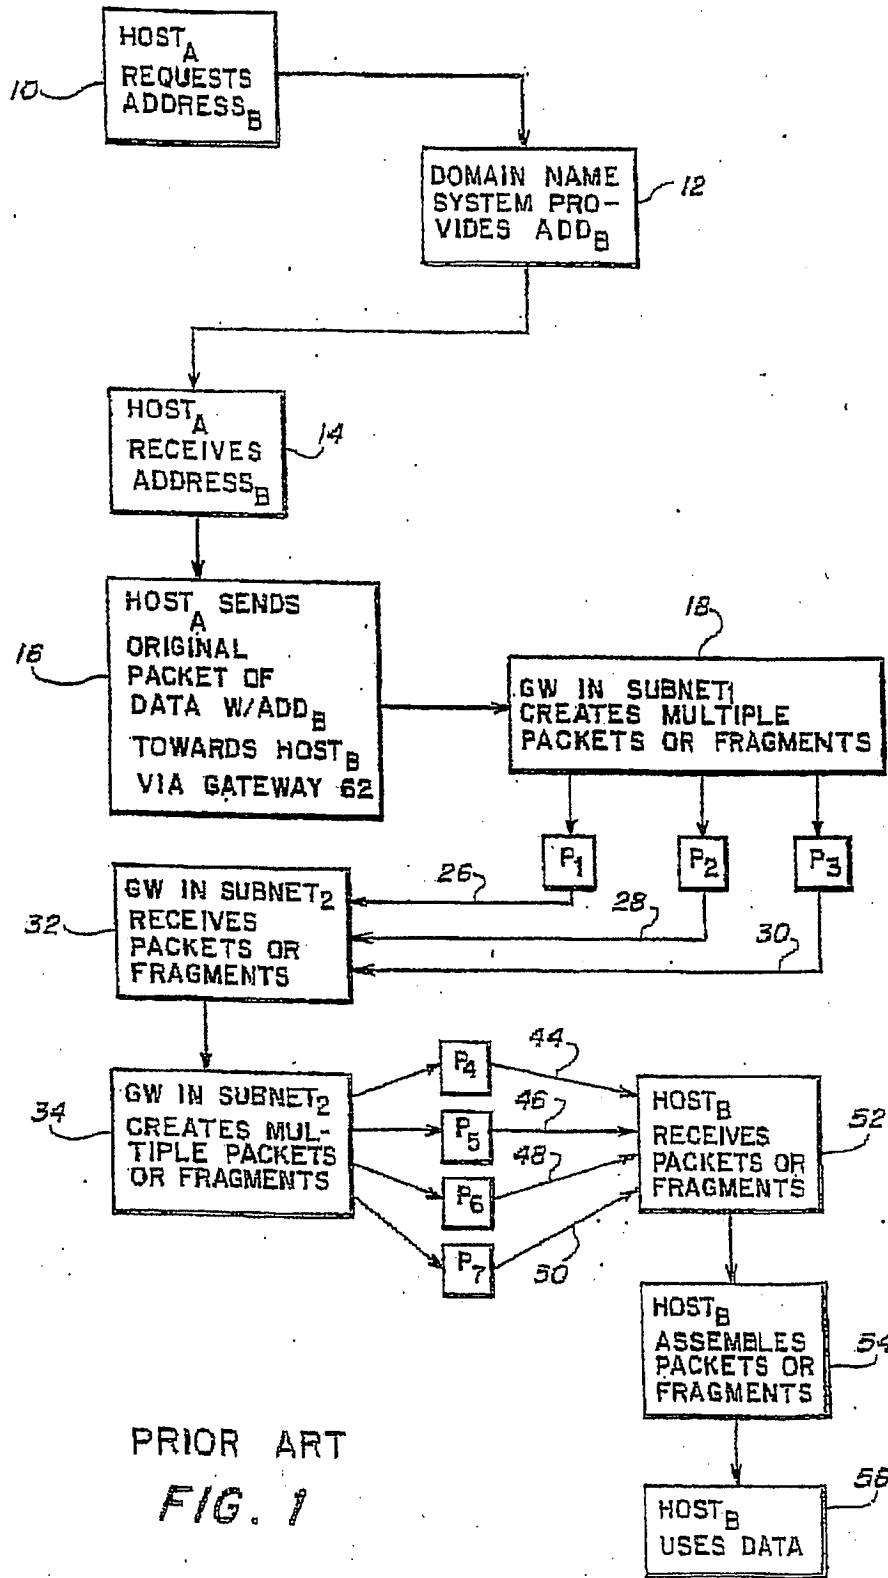 HOST_A
REQUESTS
ADDRESS_B
10
DOMAIN NAME
SYSTEM PRO-
VIDES ADD_B
12
HOST_A
RECEIVES
ADDRESS_B
14
HOST_A SENDS
ORIGINAL
PACKET OF
DATA W/ADD_B
TOWARDS HOST_B
VIA GATEWAY 62
16
18
GW IN SUBNET_1
CREATES MULTIPLE
PACKETS OR FRAGMENTS
P_1
P_2
P_3
26
28
30
GW IN SUBNET_2
RECEIVES
PACKETS OR
FRAGMENTS
32
GW IN SUBNET_2
CREATES MUL-
TIPLE PACKETS
OR FRAGMENTS
34
P_4
P_5
P_6
P_7
44
46
48
50
HOST_B
RECEIVES
PACKETS OR
FRAGMENTS
52
HOST_B
ASSEMBLES
PACKETS OR
FRAGMENTS
54
HOST_B
USES DATA
56
PRIOR ART
FIG. 1